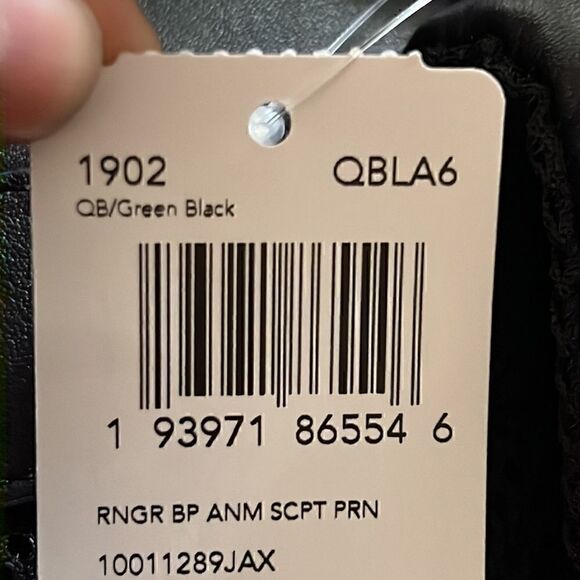 1902 QBLA6
QB/Green Black
1 93971 86554 6
RNGR BP ANM SCPT PRN
10011289JAX